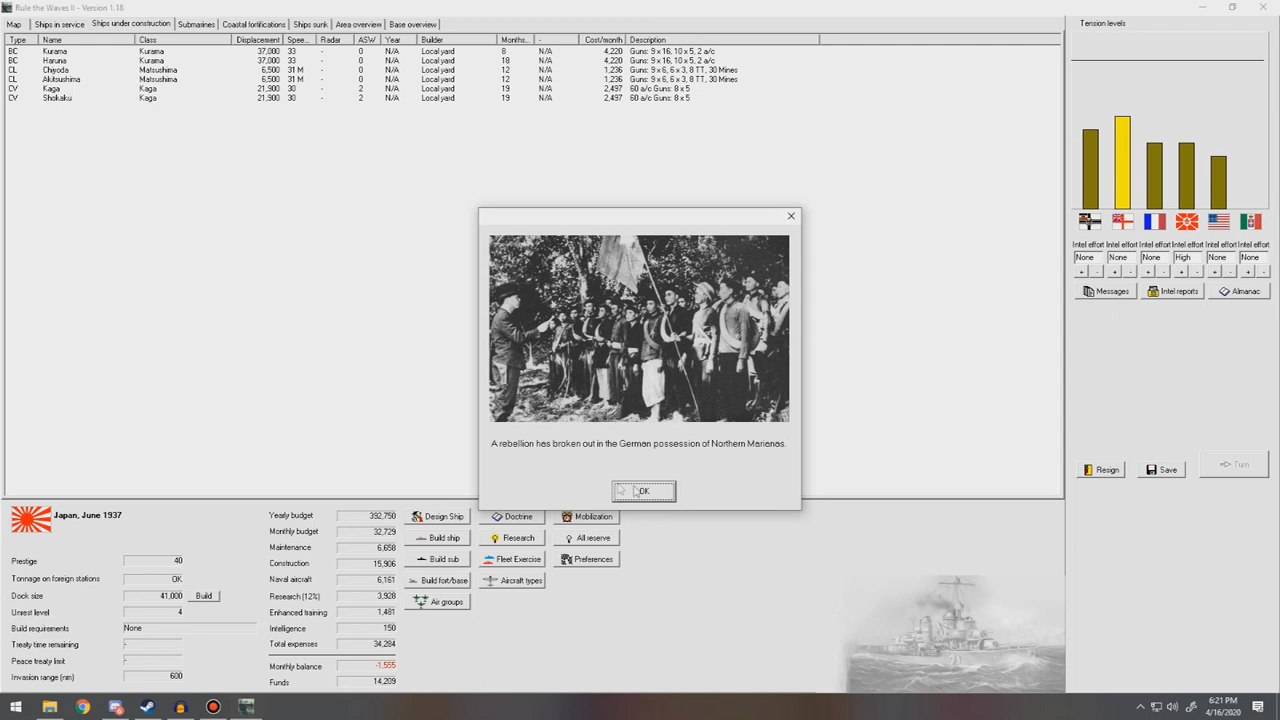 Rule the Waves II - Version 1.18
Map Ships in service Ships under construction Submarines Coastal fortifications Ships sunk Area overview Base overview
Type Name Class Displacement Spee... Radar ASW Year Builder Months... - Cost/month Description
BC Kurama Kurama 37,000 33 - 0 N/A Local yard 8 N/A 4,220 Guns: 9 x 16, 10 x 5, 2 a/c
BC Haruna Kurama 37,000 33 - 0 N/A Local yard 18 N/A 4,220 Guns: 9 x 16, 10 x 5, 2 a/c
CL Chiyoda Matsushima 6,500 31 M - 0 N/A Local yard 12 N/A 1,236 Guns: 9 x 6, 6 x 3, 8 TT, 30 Mines
CL Akitsushima Matsushima 6,500 31 M - 0 N/A Local yard 12 N/A 1,236 Guns: 9 x 6, 6 x 3, 8 TT, 30 Mines
CV Kaga Kaga 21,900 30 - 2 N/A Local yard 19 N/A 2,497 60 a/c Guns: 8 x 5
CV Shokaku Kaga 21,900 30 - 2 N/A Local yard 19 N/A 2,497 60 a/c Guns: 8 x 5
Tension levels
Intel effort Intel effort Intel effort Intel effort Intel effort Intel effort
None None None High None None
+ - + - + - + - + - + -
Messages Intel reports Almanac
A rebellion has broken out in the German possession of Northern Marianas.
OK
Resign Save Turn
Japan, June 1937
Prestige 40
Tonnage on foreign stations OK
Dock size 41,000 Build
Unrest level 4
Build requirements None
Treaty time remaining -
Peace treaty limit -
Invasion range (nm) 600
Yearly budget 392,750
Monthly budget 32,729
Maintenance 6,658
Construction 15,906
Naval aircraft 6,161
Research (12%) 3,928
Enhanced training 1,481
Intelligence 150
Total expenses 34,284
Monthly balance -1,555
Funds 14,209
Design Ship Doctrine Mobilization
Build ship Research All reserve
Build sub Fleet Exercise Preferences
Build fort/base Aircraft types
Air groups
6:21 PM
4/16/2020